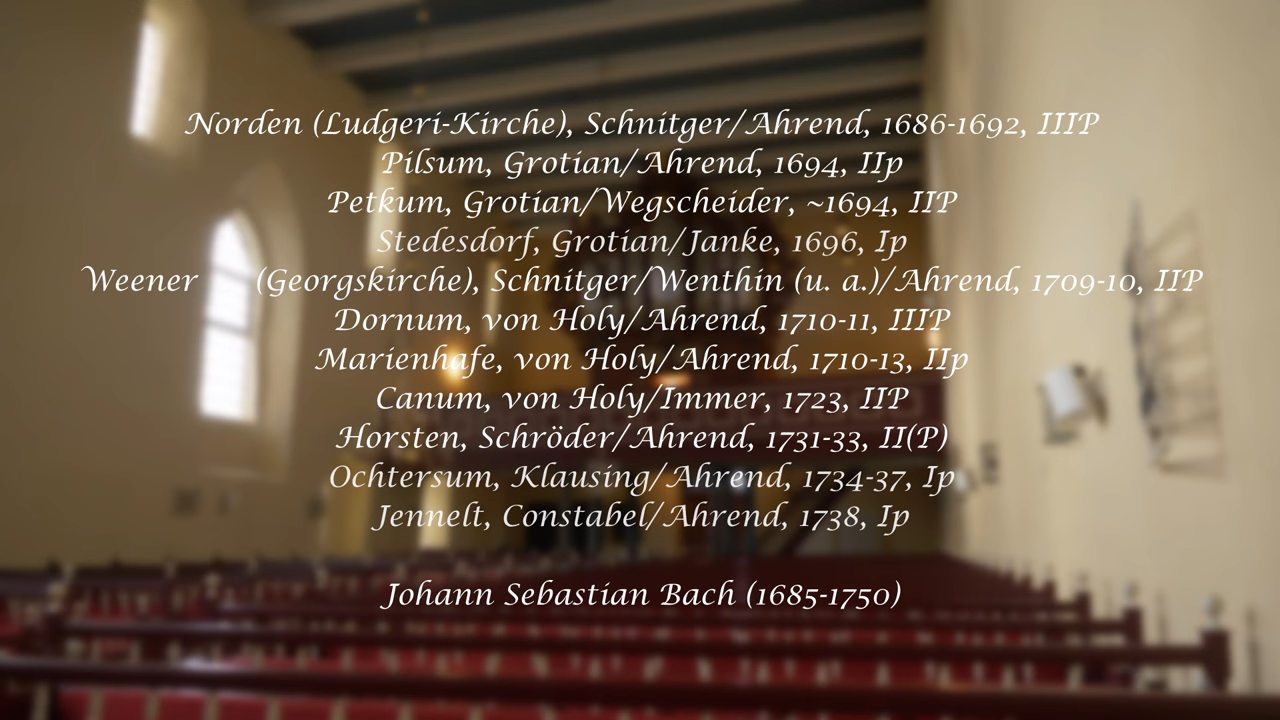 Norden (Ludgeri-Kirche), Schnitger/Ahrend, 1686-1692, IIIP
Pilsum, Grotian/Ahrend, 1694, IIp
Petkum, Grotian/Wegscheider, ~1694, IIP
Stedesdorf, Grotian/Janke, 1696, Ip
Weener (Georgskirche), Schnitger/Wenthin (u. a.)/Ahrend, 1709-10, IIP
Dornum, von Holy/Ahrend, 1710-11, IIIP
Marienhafe, von Holy/Ahrend, 1710-13, IIp
Canum, von Holy/Immer, 1723, IIP
Horsten, Schröder/Ahrend, 1731-33, II(P)
Ochtersum, Klausing/Ahrend, 1734-37, Ip
Jennelt, Constabel/Ahrend, 1738, Ip
Johann Sebastian Bach (1685-1750)